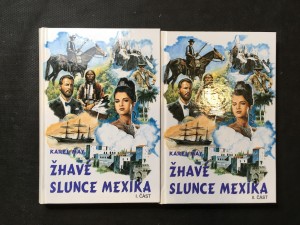 KAREL MAY
ŽHAVÉ
SLUNCE MEXIKA
I. ČÁST
KAREL MAY
ŽHAVÉ
SLUNCE MEXIKA
II. ČÁST